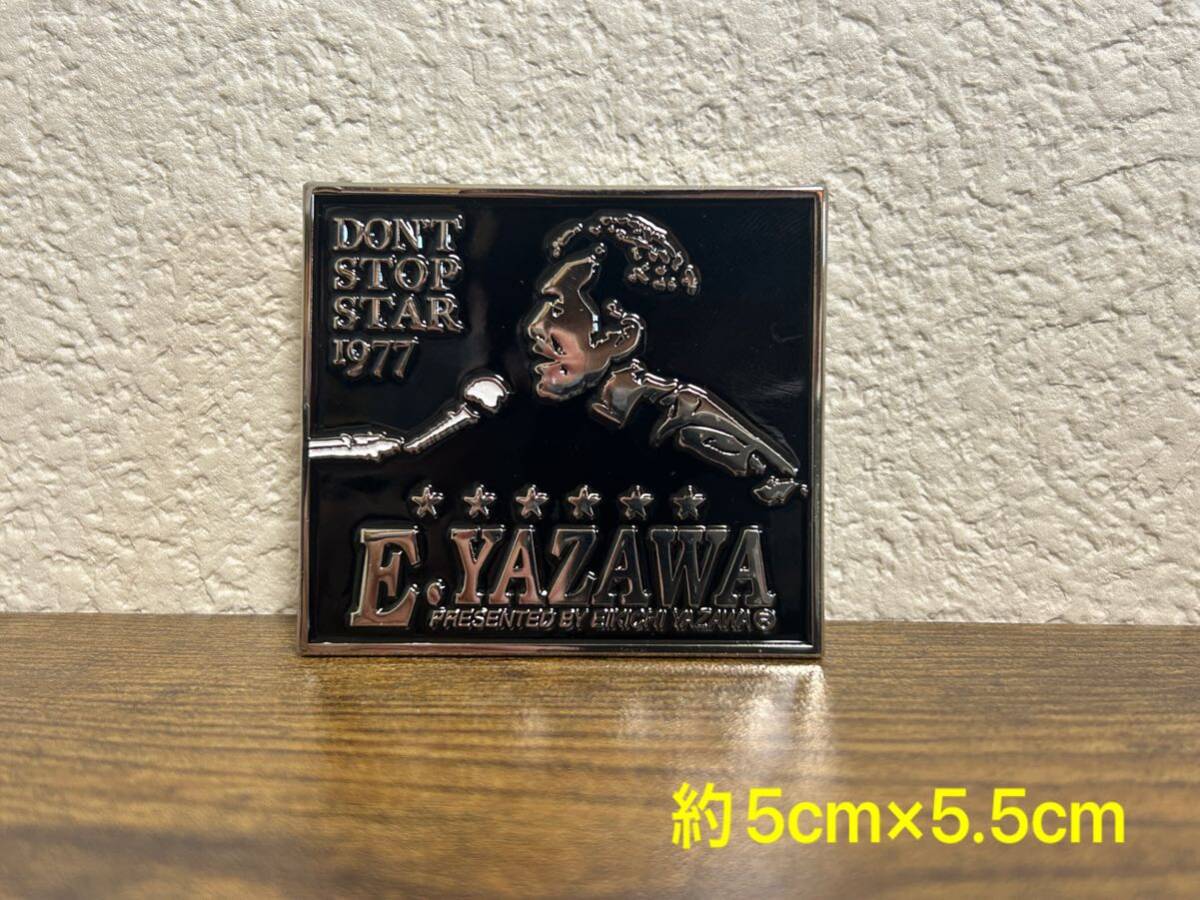 DON'T
STOP
STAR
1977
E.YAZAWA
PRESENTED BY EIKICHI YAZAWA ®
約5cm×5.5cm